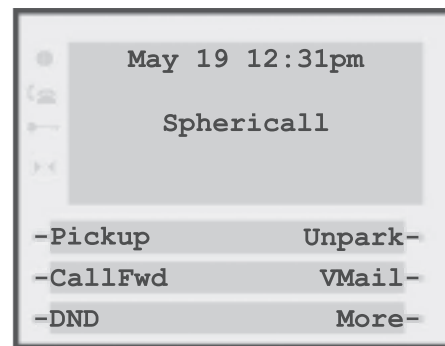 May 19 12:31pm
Sphericall
-Pickup Unpark-
-CallFwd VMail-
-DND More-